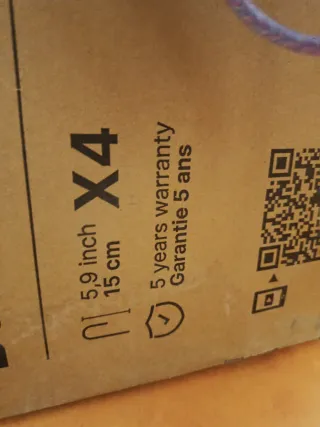 5,9 inch
15 cm
X4
5 years warranty
Garantie 5 ans